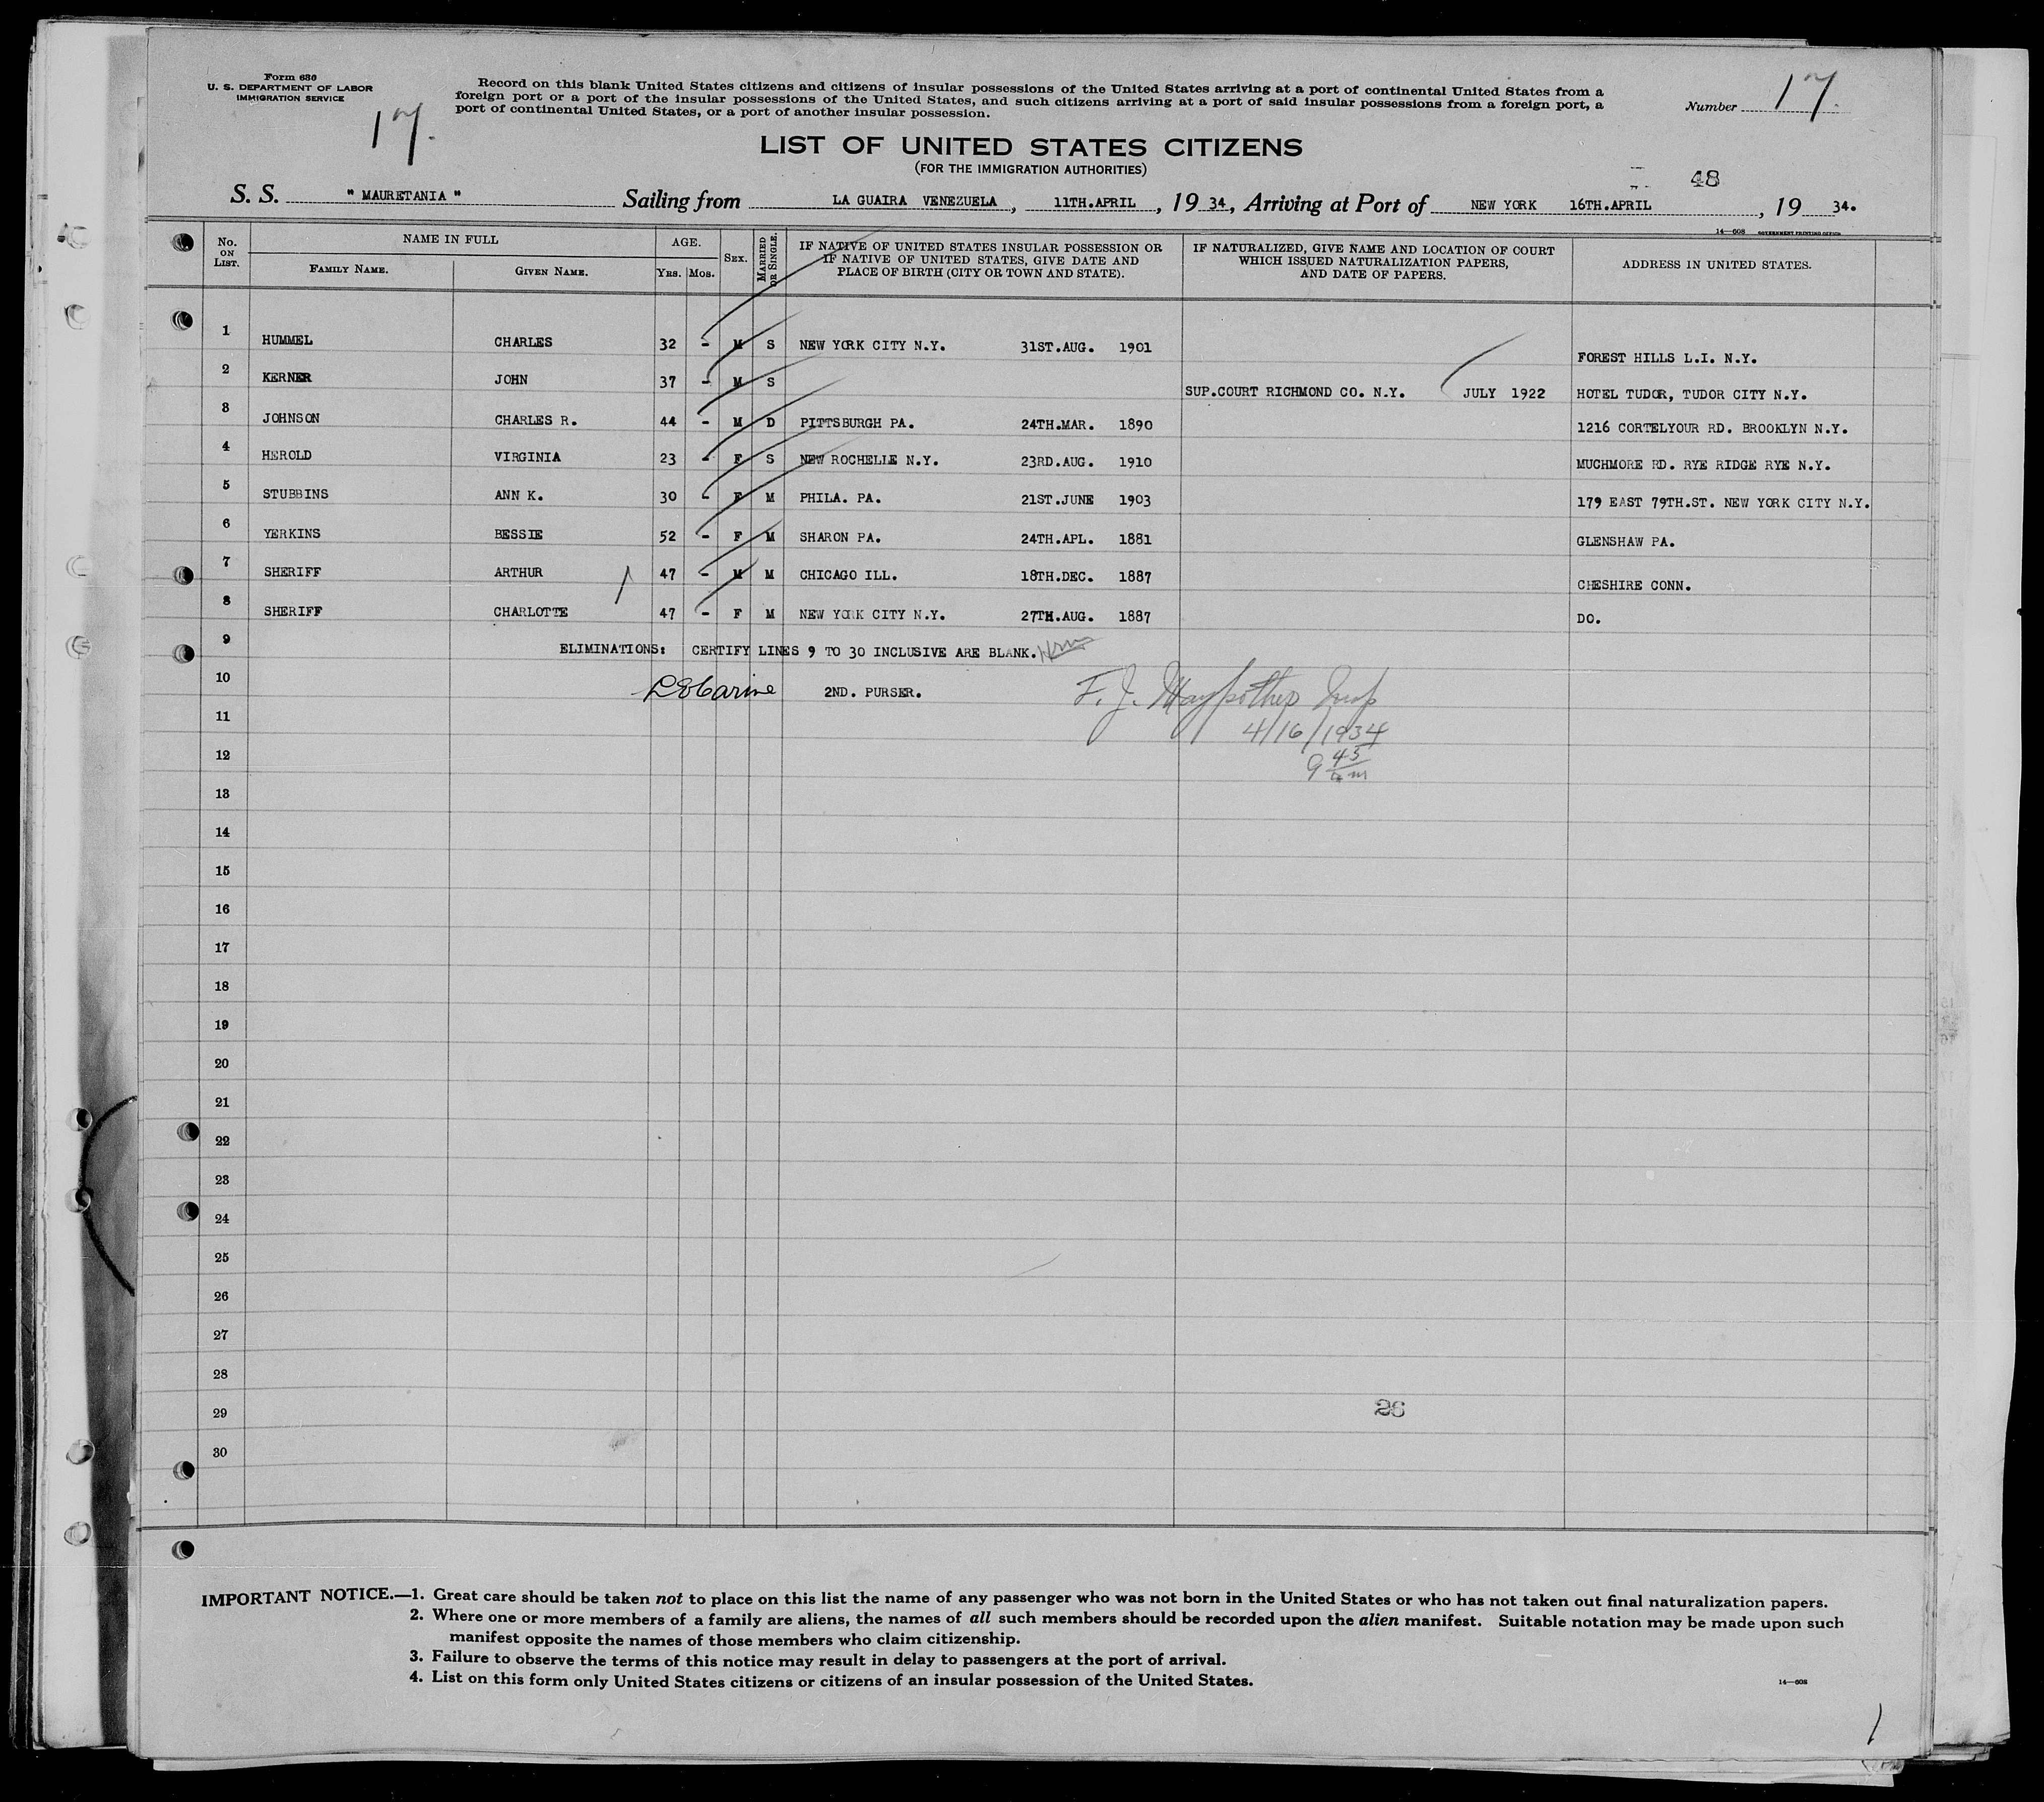 Form 630
U. S. DEPARTMENT OF LABOR
IMMIGRATION SERVICE
17.
Record on this blank United States citizens and citizens of insular possessions of the United States arriving at a port of continental United States from a
foreign port or a port of the insular possessions of the United States, and such citizens arriving at a port of said insular possessions from a foreign port, a
port of continental United States, or a port of another insular possession.
Number 17.
LIST OF UNITED STATES CITIZENS
(FOR THE IMMIGRATION AUTHORITIES)
48
S. S. " MAURETANIA " Sailing from LA GUAIRA VENEZUELA, 11TH.APRIL, 19 34, Arriving at Port of NEW YORK 16TH.APRIL, 19 34.
14—608 GOVERNMENT PRINTING OFFICE
No. ON LIST. NAME IN FULL AGE. SEX. MARRIED OR SINGLE. IF NATIVE OF UNITED STATES INSULAR POSSESSION OR IF NATIVE OF UNITED STATES, GIVE DATE AND PLACE OF BIRTH (CITY OR TOWN AND STATE). IF NATURALIZED, GIVE NAME AND LOCATION OF COURT WHICH ISSUED NATURALIZATION PAPERS, AND DATE OF PAPERS. ADDRESS IN UNITED STATES.
FAMILY NAME. GIVEN NAME. YRS. MOS.
1 HUMMEL CHARLES 32 - M S NEW YORK CITY N.Y. 31ST.AUG. 1901 FOREST HILLS L.I. N.Y.
2 KERNER JOHN 37 - M S SUP.COURT RICHMOND CO. N.Y. JULY 1922 HOTEL TUDOR, TUDOR CITY N.Y.
3 JOHNSON CHARLES R. 44 - M D PITTSBURGH PA. 24TH.MAR. 1890 1216 CORTELYOUR RD. BROOKLYN N.Y.
4 HEROLD VIRGINIA 23 - F S NEW ROCHELLE N.Y. 23RD.AUG. 1910 MUCHMORE RD. RYE RIDGE RYE N.Y.
5 STUBBINS ANN K. 30 - F M PHILA. PA. 21ST.JUNE 1903 179 EAST 79TH.ST. NEW YORK CITY N.Y.
6 YERKINS BESSIE 52 - F M SHARON PA. 24TH.APL. 1881 GLENSHAW PA.
7 SHERIFF ARTHUR 47 - M M CHICAGO ILL. 18TH.DEC. 1887 CHESHIRE CONN.
8 SHERIFF CHARLOTTE 47 - F M NEW YORK CITY N.Y. 27TH.AUG. 1887 DO.
9 ELIMINATIONS: CERTIFY LINES 9 TO 30 INCLUSIVE ARE BLANK.
10 2ND. PURSER. F. J.
11 4/16/1934
12 9 45 am
13
14
15
16
17
18
19
20
21
22
23
24
25
26
27
28
29 26
30
IMPORTANT NOTICE.—1. Great care should be taken not to place on this list the name of any passenger who was not born in the United States or who has not taken out final naturalization papers.
2. Where one or more members of a family are aliens, the names of all such members should be recorded upon the alien manifest. Suitable notation may be made upon such
manifest opposite the names of those members who claim citizenship.
3. Failure to observe the terms of this notice may result in delay to passengers at the port of arrival.
4. List on this form only United States citizens or citizens of an insular possession of the United States.
14—608